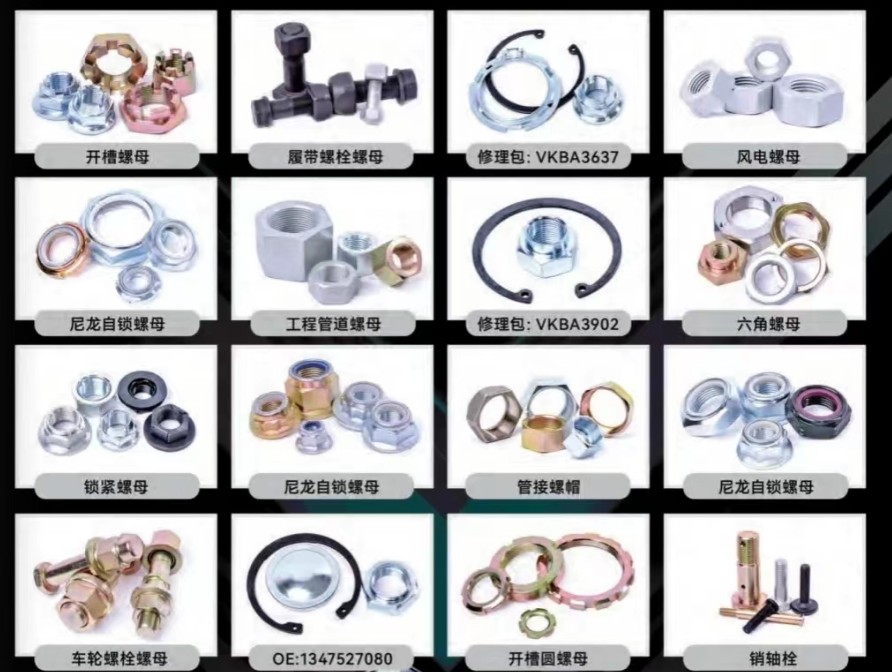 开槽螺母
履带螺栓螺母
修理包: VKBA3637
风电螺母
尼龙自锁螺母
工程管道螺母
修理包: VKBA3902
六角螺母
锁紧螺母
尼龙自锁螺母
管接螺帽
尼龙自锁螺母
车轮螺栓螺母
OE:1347527080
开槽圆螺母
销轴栓